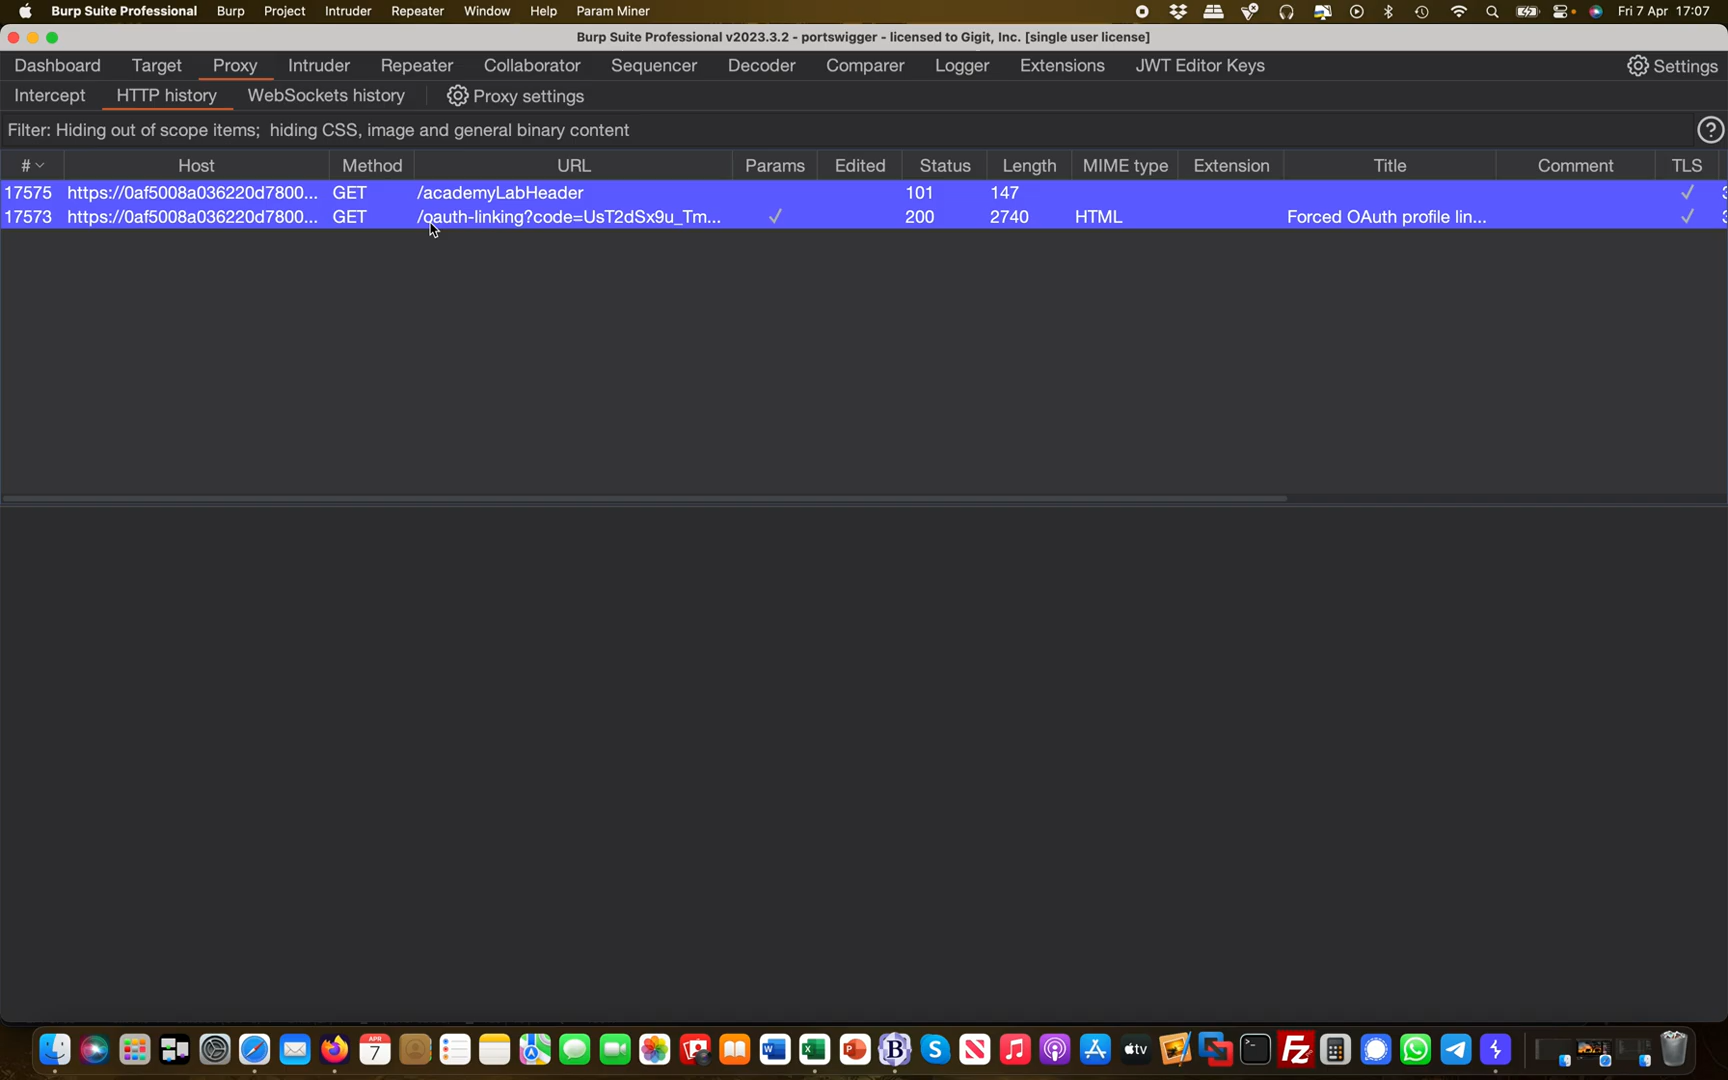 Burp Suite Professional Burp Project Intruder Repeater Window Help Param Miner Fri 7 Apr 17:07
Burp Suite Professional v2023.3.2 - portswigger - licensed to Gigit, Inc. [single user license]
Dashboard Target Proxy Intruder Repeater Collaborator Sequencer Decoder Comparer Logger Extensions JWT Editor Keys Settings
Intercept HTTP history WebSockets history Proxy settings
Filter: Hiding out of scope items; hiding CSS, image and general binary content ?
# Host Method URL Params Edited Status Length MIME type Extension Title Comment TLS
17575 https://0af5008a036220d7800... GET /academyLabHeader 101 147 ✓
17573 https://0af5008a036220d7800... GET /oauth-linking?code=UsT2dSx9u_Tm... ✓ 200 2740 HTML Forced OAuth profile lin... ✓
APR
7
tv